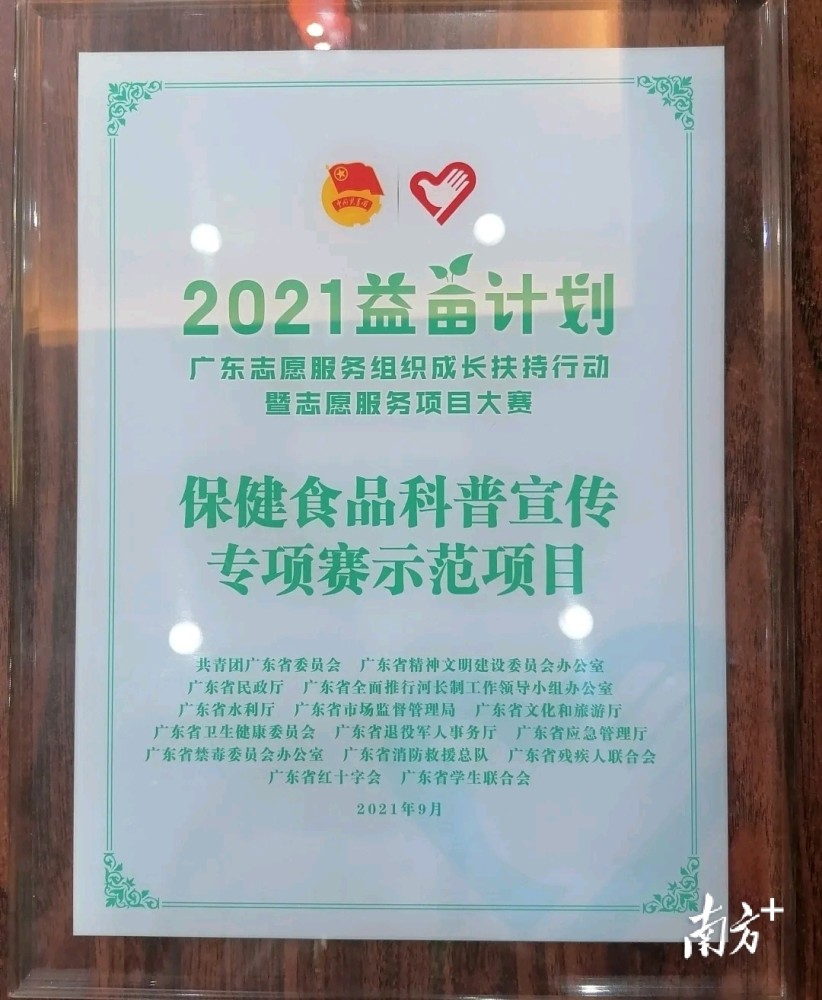 中国共青团
2021益苗计划
广东志愿服务组织成长扶持行动
暨志愿服务项目大赛
保健食品科普宣传
专项赛示范项目
共青团广东省委员会 广东省精神文明建设委员会办公室
广东省民政厅 广东省全面推行河长制工作领导小组办公室
广东省水利厅 广东省市场监督管理局 广东省文化和旅游厅
广东省卫生健康委员会 广东省退役军人事务厅 广东省应急管理厅
广东省禁毒委员会办公室 广东省消防救援总队 广东省残疾人联合会
广东省红十字会 广东省学生联合会
2021年9月
南方+